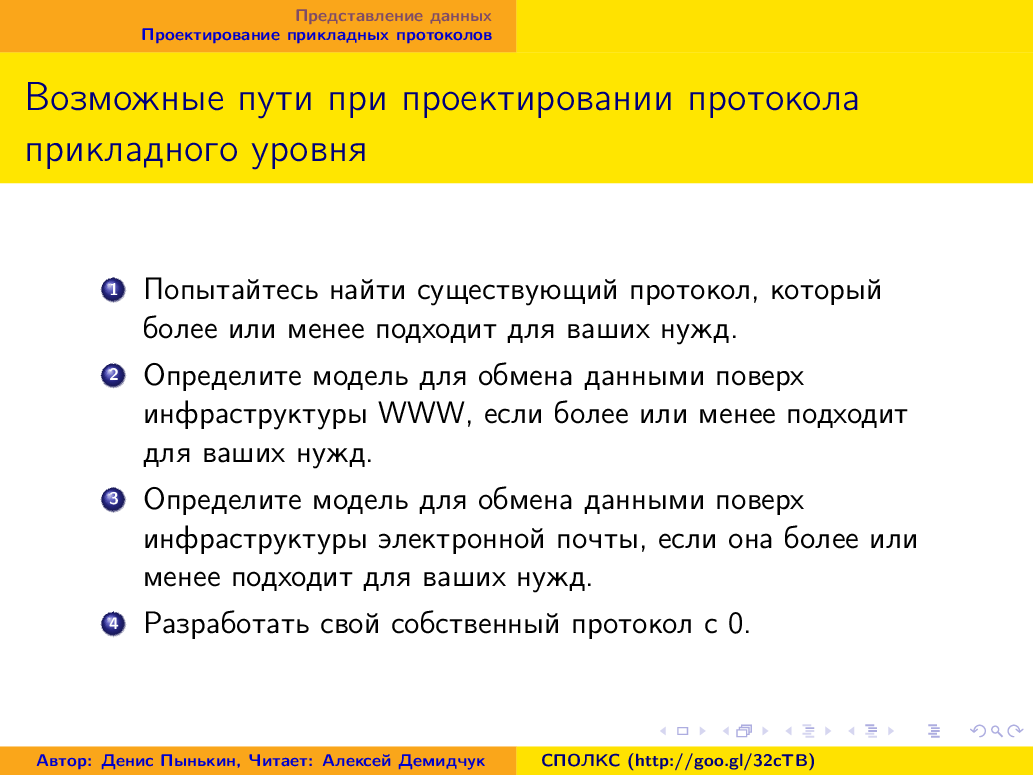 Представление данных
Проектирование прикладных протоколов
Возможные пути при проектировании протокола
прикладного уровня
1 Попытайтесь найти существующий протокол, который
более или менее подходит для ваших нужд.
2 Определите модель для обмена данными поверх
инфраструктуры WWW, если более или менее подходит
для ваших нужд.
3 Определите модель для обмена данными поверх
инфраструктуры электронной почты, если она более или
менее подходит для ваших нужд.
4 Разработать свой собственный протокол с 0.
Автор: Денис Пынькин, Читает: Алексей Демидчук
СПОЛКС (http://goo.gl/32cTB)